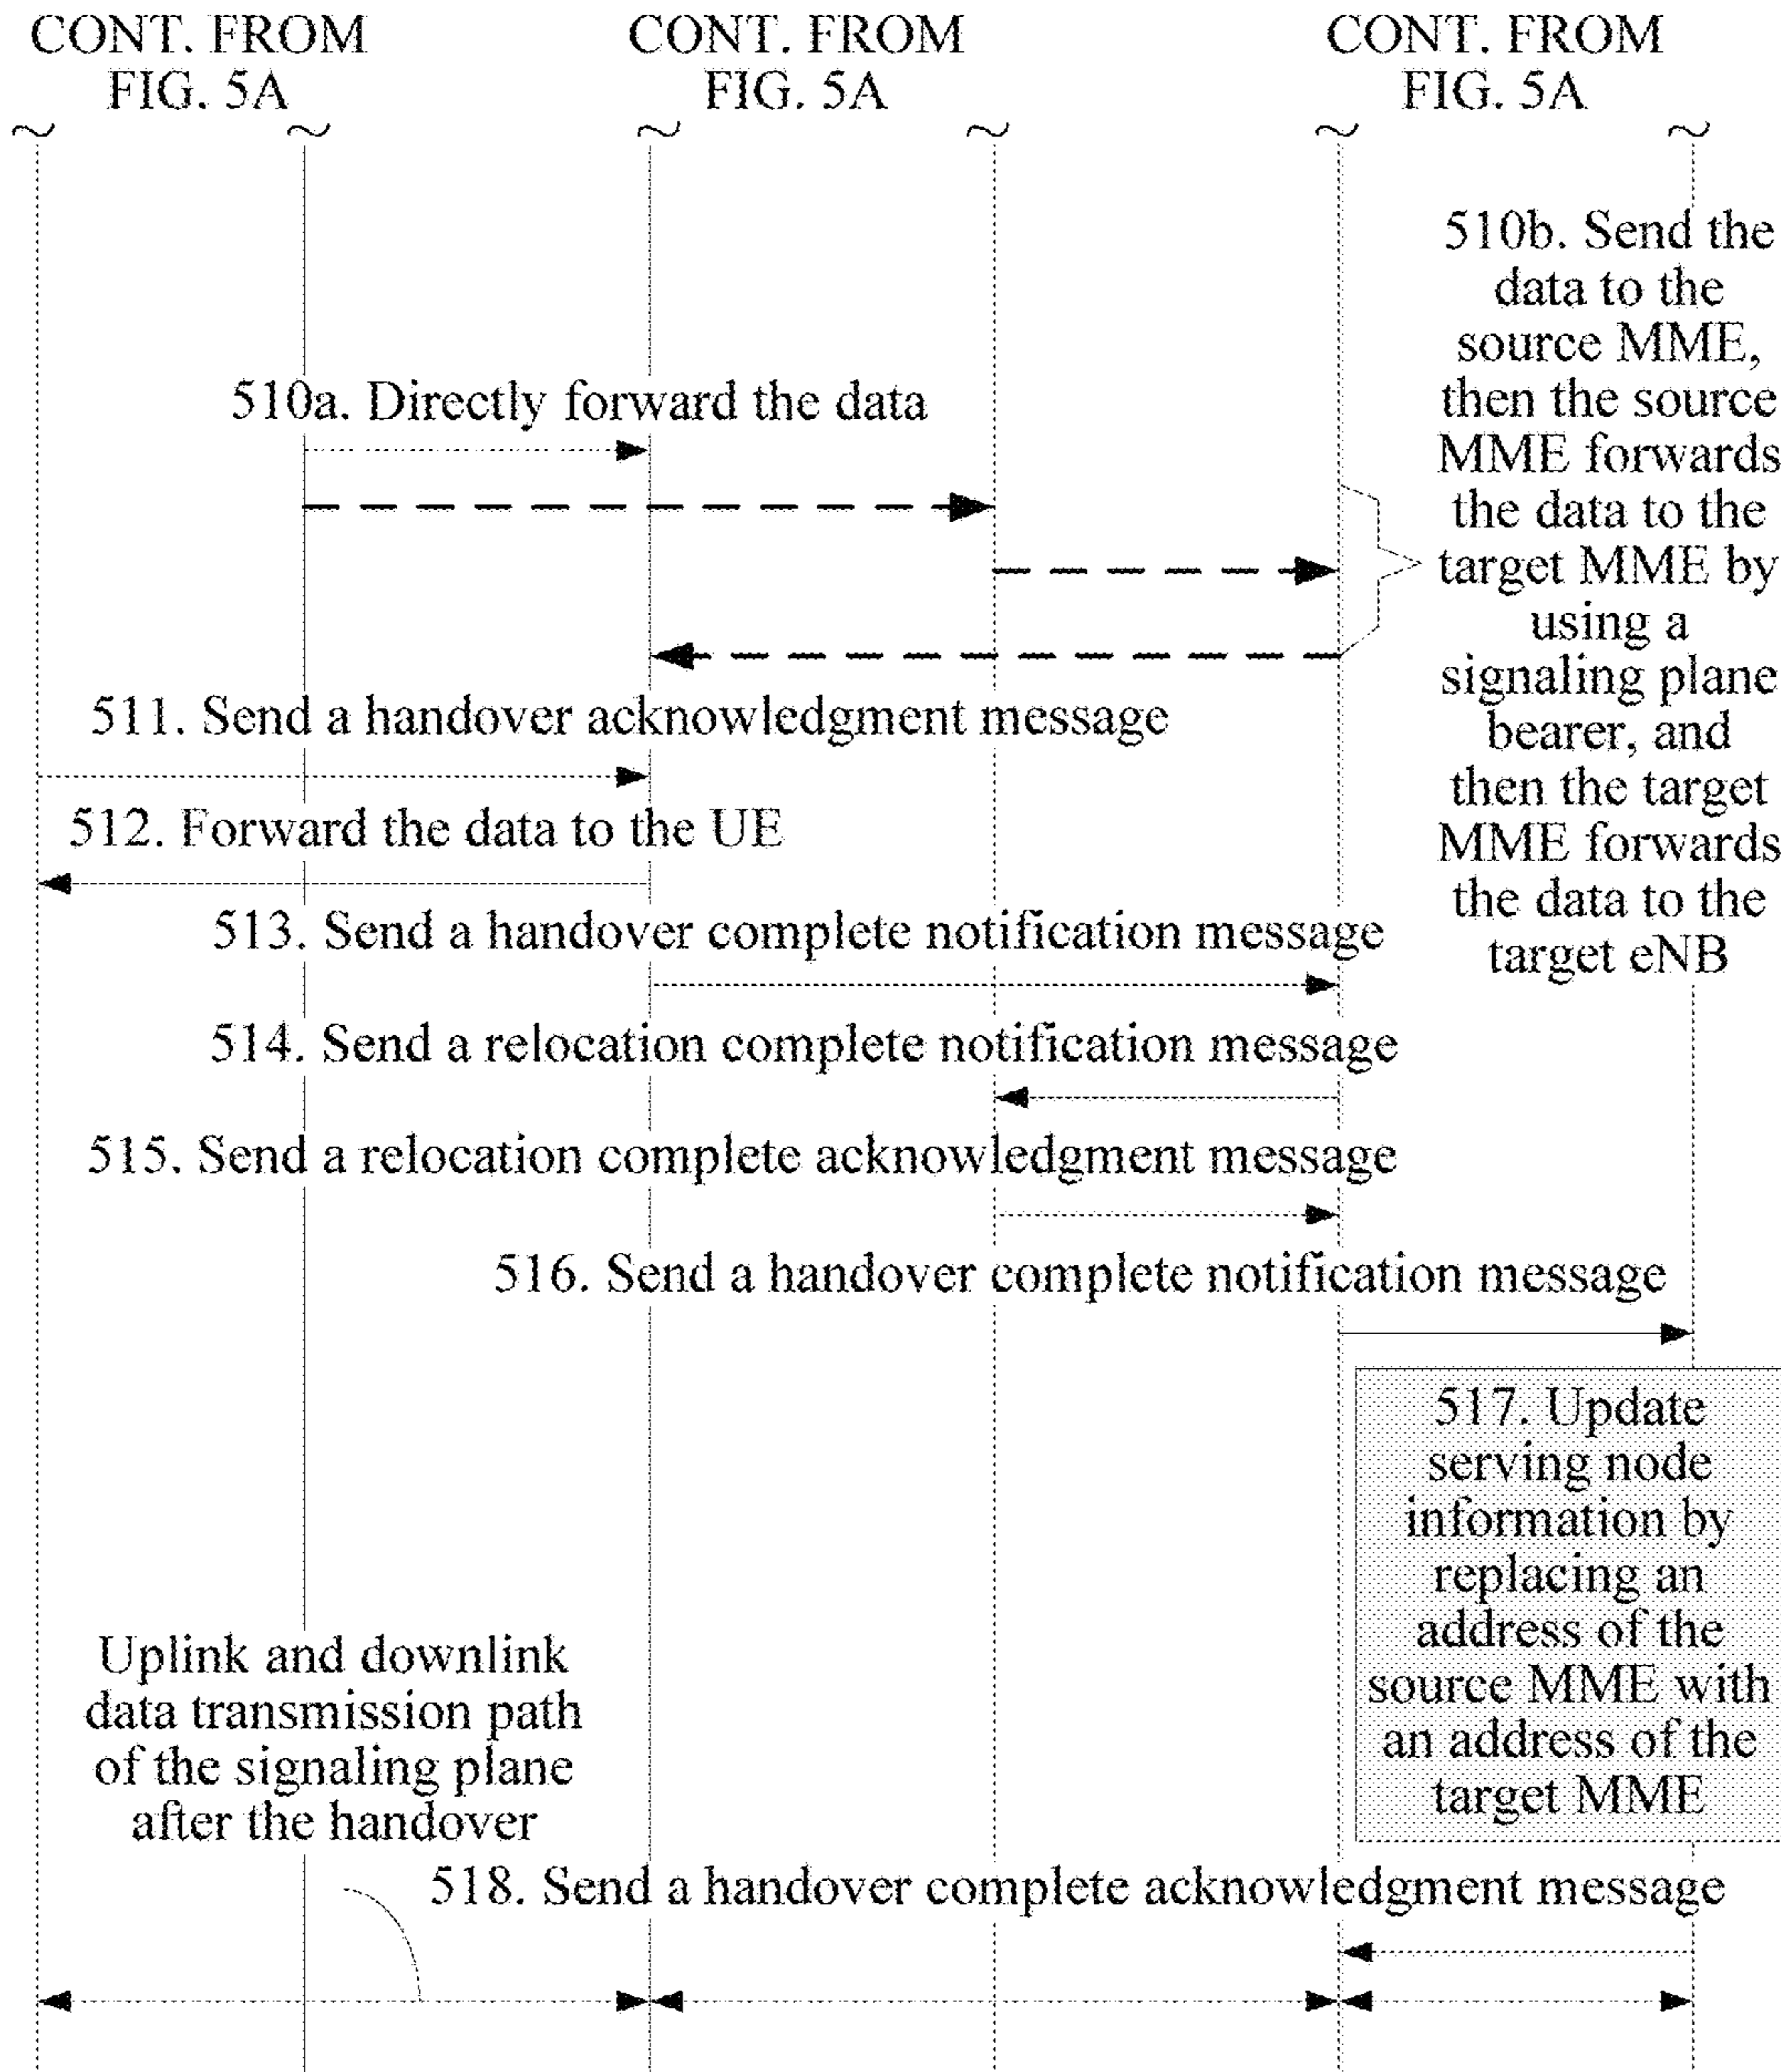 CONT. FROM
FIG. 5A
CONT. FROM
FIG. 5A
CONT. FROM
FIG. 5A
510b. Send the
data to the
source MME,
then the source
MME forwards
the data to the
target MME by
using a
signaling plane
bearer, and
then the target
MME forwards
the data to the
target eNB
510a. Directly forward the data
511. Send a handover acknowledgment message
512. Forward the data to the UE
513. Send a handover complete notification message
514. Send a relocation complete notification message
515. Send a relocation complete acknowledgment message
516. Send a handover complete notification message
517. Update
serving node
information by
replacing an
address of the
source MME with
an address of the
target MME
Uplink and downlink
data transmission path
of the signaling plane
after the handover
518. Send a handover complete acknowledgment message